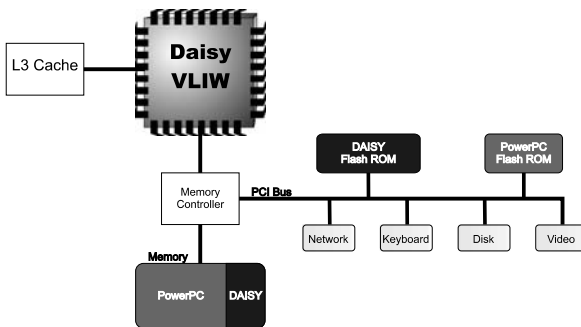 Daisy
VLIW
L3 Cache
DAISY
Flash ROM
PowerPC
Flash ROM
Memory
Controller
PCI Bus
Network
Keyboard
Disk
Video
Memory
PowerPC
DAISY